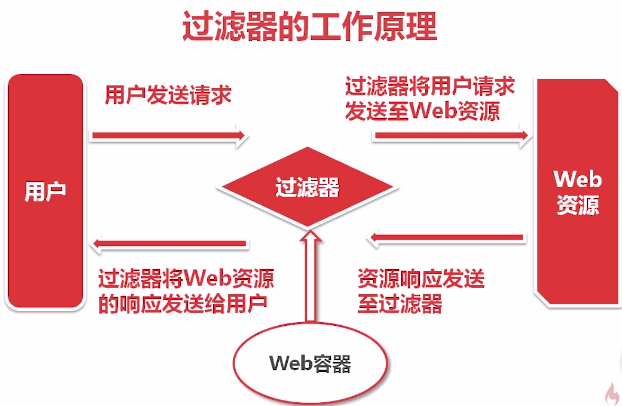 过滤器的工作原理
用户发送请求
过滤器将用户请求
发送至Web资源
用户
过滤器
Web
资源
过滤器将Web资源
的响应发送给用户
资源响应发送
至过滤器
Web容器